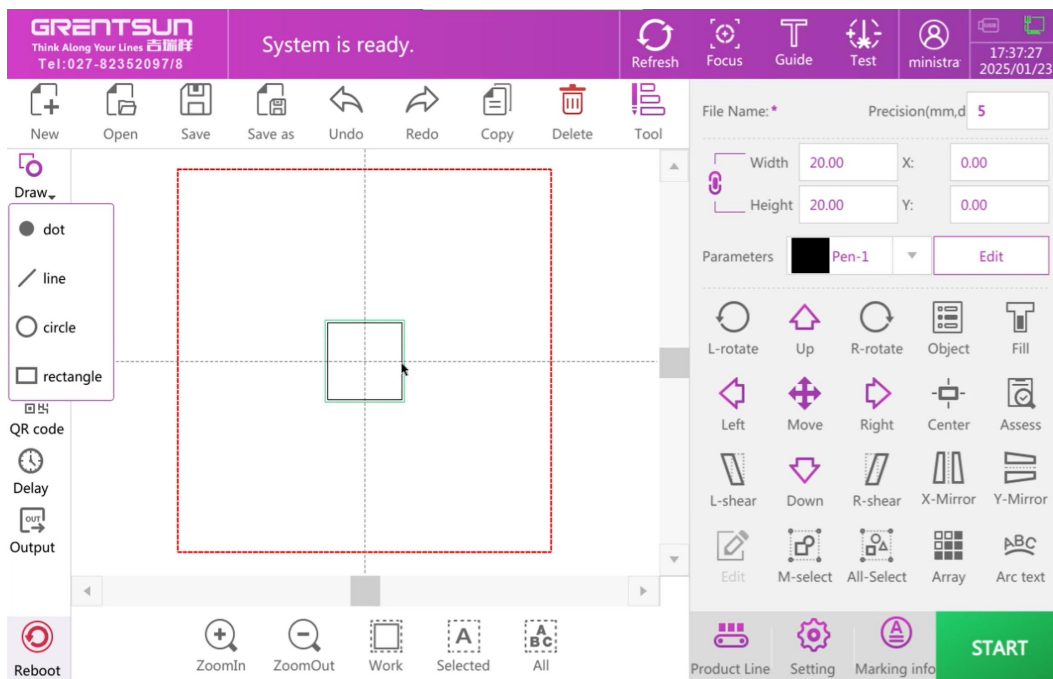 GRENTSUN
Think Along Your Lines 吉瑞祥
Tel:027-82352097/8
System is ready.
Refresh
Focus
Guide
Test
ministra
17:37:27
2025/01/23
New
Open
Save
Save as
Undo
Redo
Copy
Delete
Tool
File Name:*
Precision(mm,d 5
Draw
dot
line
circle
rectangle
QR code
Delay
OUT
Output
Reboot
Width 20.00 X: 0.00
Height 20.00 Y: 0.00
Parameters Pen-1 Edit
L-rotate Up R-rotate Object Fill
Left Move Right Center Assess
L-shear Down R-shear X-Mirror Y-Mirror
ABC
Edit M-select All-Select Array Arc text
A
A
B C
ZoomIn ZoomOut Work Selected All
A
Product Line Setting Marking info
START